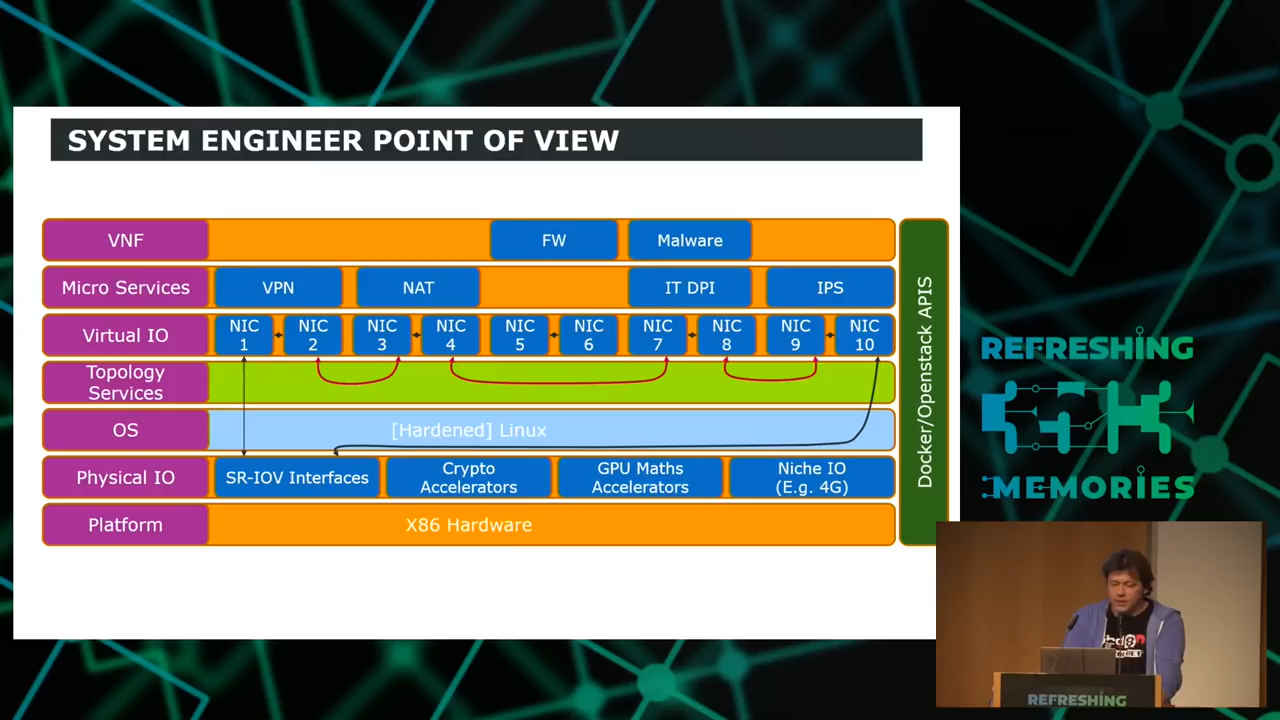 SYSTEM ENGINEER POINT OF VIEW
VNF
FW
Malware
Micro Services
VPN
NAT
IT DPI
IPS
Virtual IO
NIC
1
NIC
2
NIC
3
NIC
4
NIC
5
NIC
6
NIC
7
NIC
8
NIC
9
NIC
10
Topology
Services
OS
[Hardened] Linux
Physical IO
SR-IOV Interfaces
Crypto
Accelerators
GPU Maths
Accelerators
Niche IO
(E.g. 4G)
Platform
X86 Hardware
Docker/Openstack APIS
REFRESHING
MEMORIES
REFRESHING